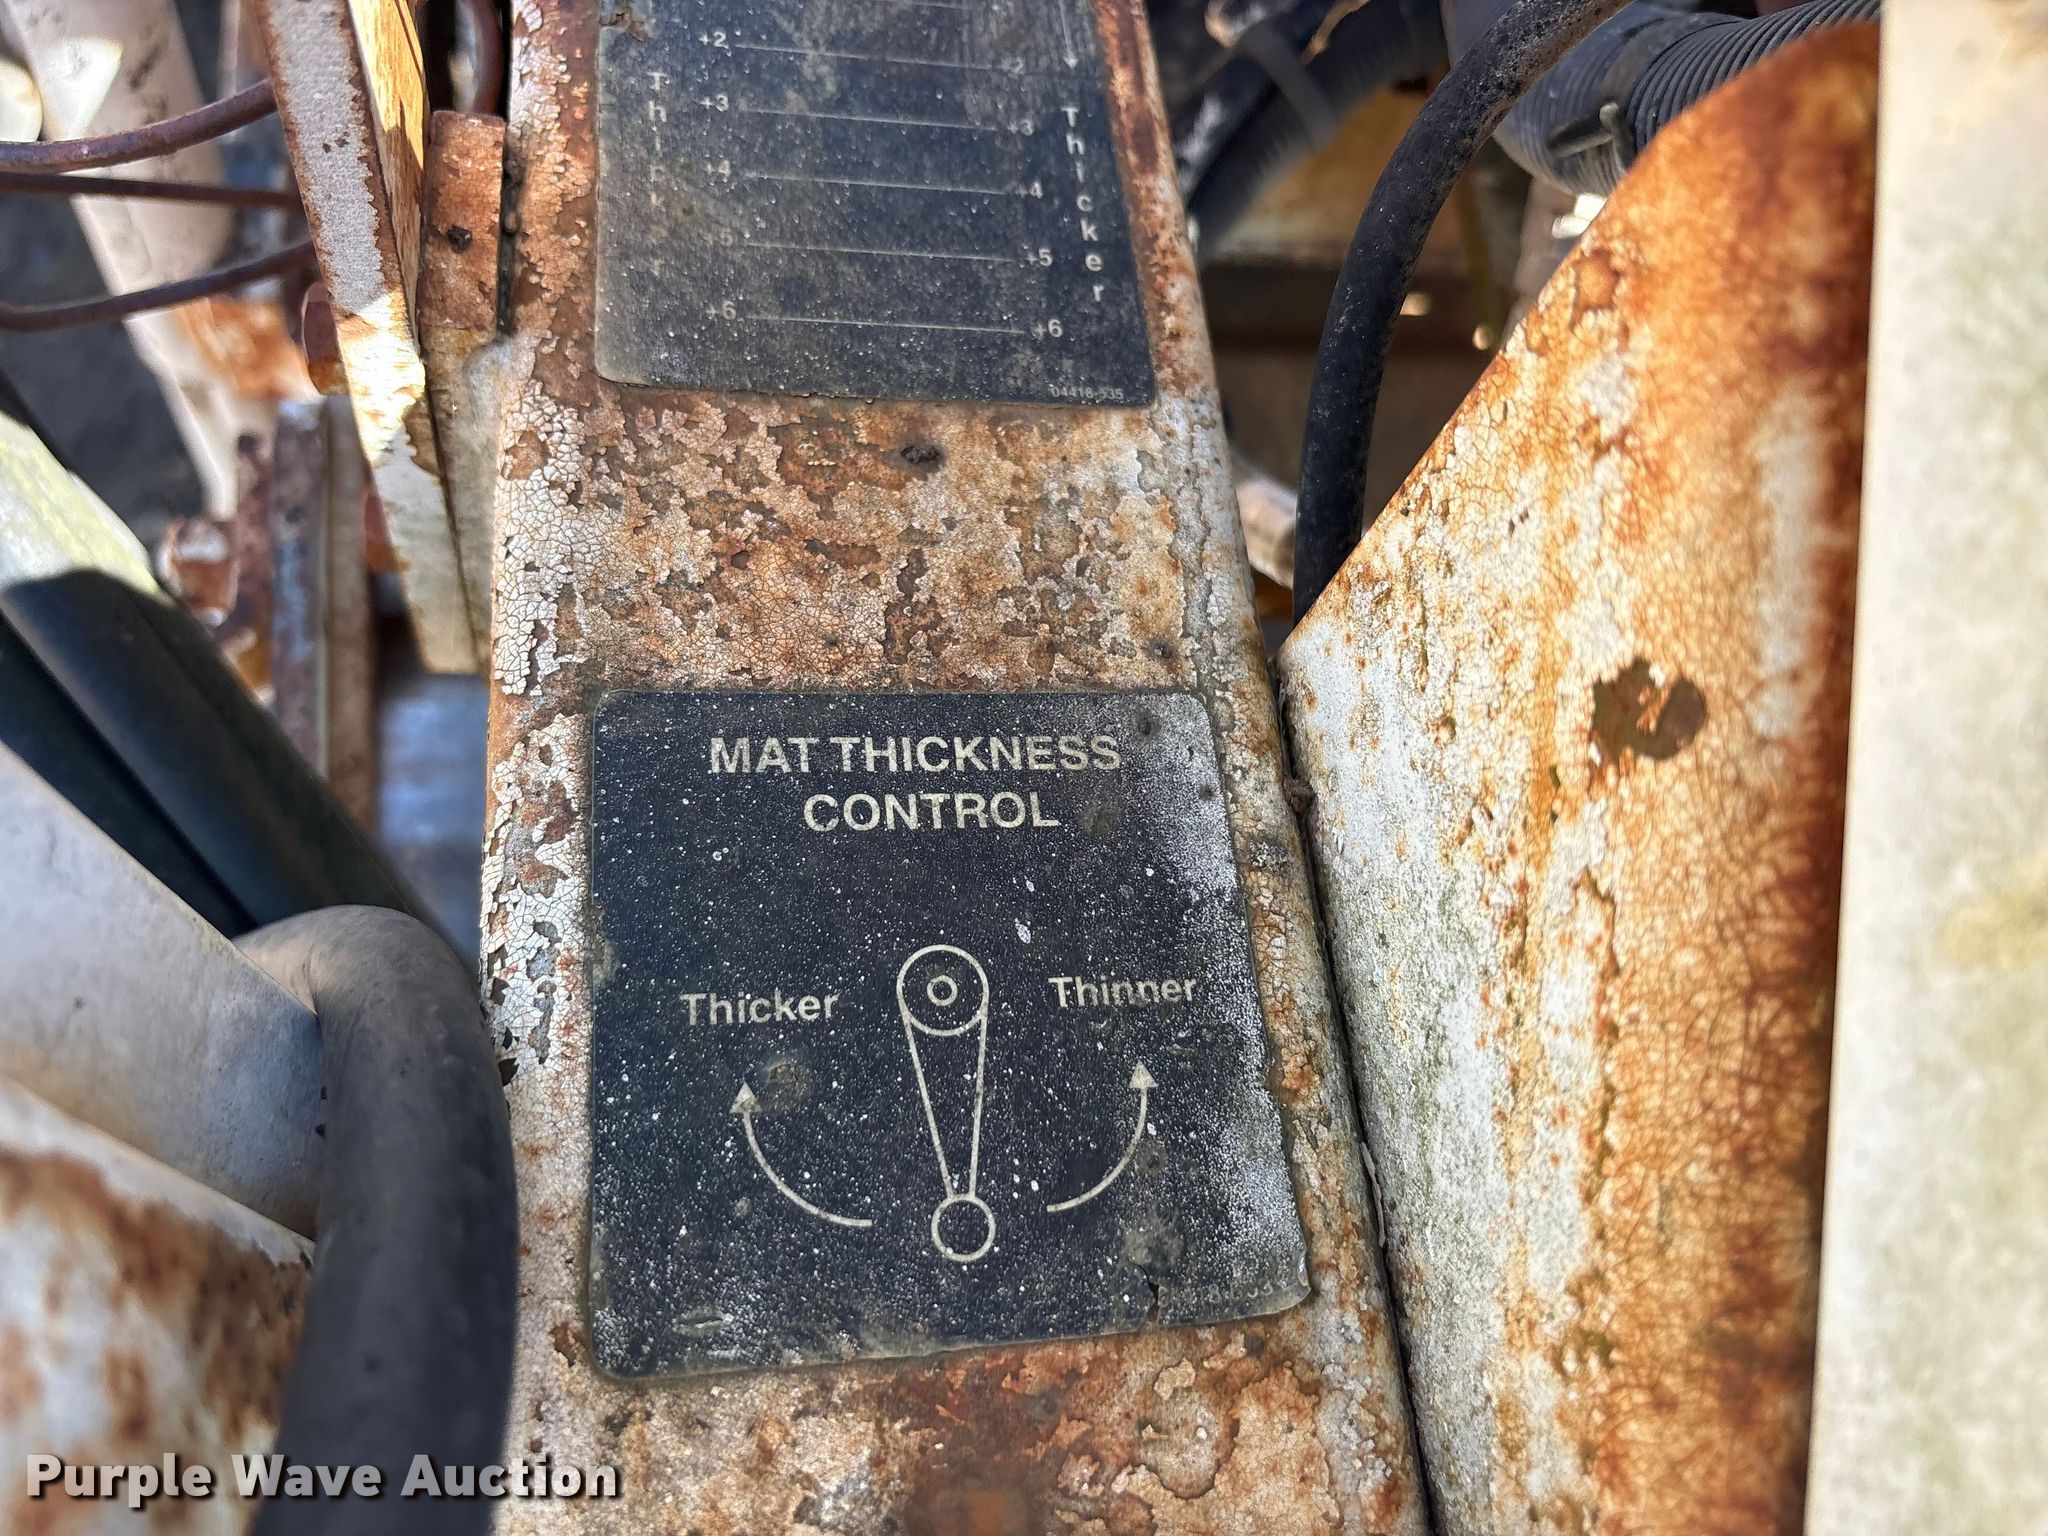 +2
2
+3
+3
+4
+4
+5
+5
+6
+6
Thicker
MAT THICKNESS
CONTROL
Thicker
Thinner
Purple Wave Auction